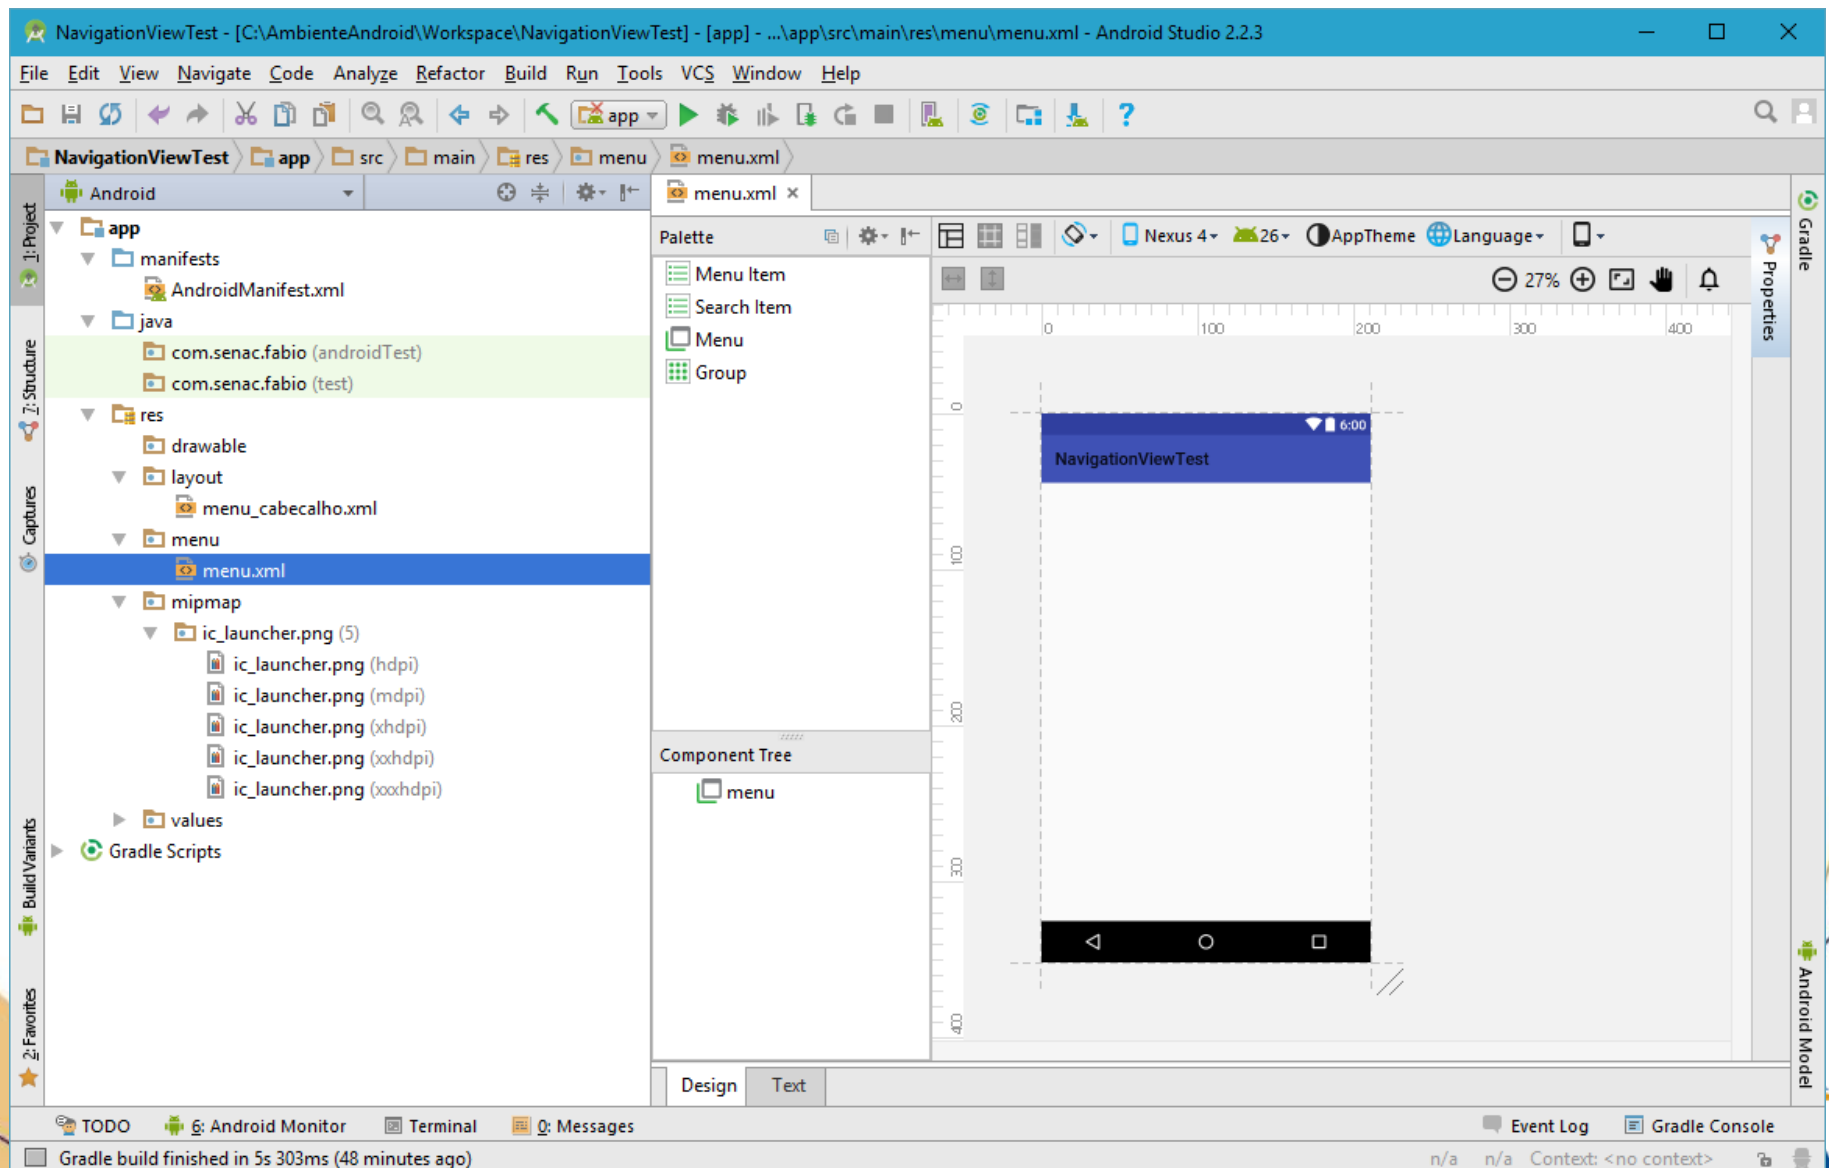 NavigationViewTest - [C:\AmbienteAndroid\Workspace\NavigationViewTest] - [app] - ...\app\src\main\res\menu\menu.xml - Android Studio 2.2.3
File Edit View Navigate Code Analyze Refactor Build Run Tools VCS Window Help
app
NavigationViewTest app src main res menu menu.xml
Android
menu.xml
1: Project
7: Structure
Captures
Build Variants
2: Favorites
app
manifests
AndroidManifest.xml
java
com.senac.fabio (androidTest)
com.senac.fabio (test)
res
drawable
layout
menu_cabecalho.xml
menu
menu.xml
mipmap
ic_launcher.png (5)
ic_launcher.png (hdpi)
ic_launcher.png (mdpi)
ic_launcher.png (xhdpi)
ic_launcher.png (xxhdpi)
ic_launcher.png (xxxhdpi)
values
Gradle Scripts
Palette
Menu Item
Search Item
Menu
Group
Component Tree
menu
Nexus 4 26 AppTheme Language
27%
0 100 200 300 400
0
100
200
300
400
6:00
NavigationViewTest
Properties
Gradle
Android Model
Design Text
TODO 6: Android Monitor Terminal 0: Messages Event Log Gradle Console
Gradle build finished in 5s 303ms (48 minutes ago) n/a n/a Context: <no context>